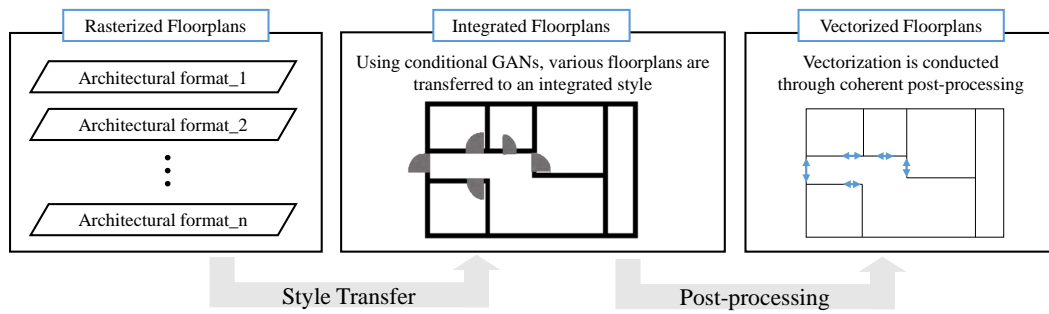 Rasterized Floorplans
Architectural format_1
Architectural format_2
Architectural format_n
Integrated Floorplans
Using conditional GANs, various floorplans are
transferred to an integrated style
Vectorized Floorplans
Vectorization is conducted
through coherent post-processing
Style Transfer
Post-processing